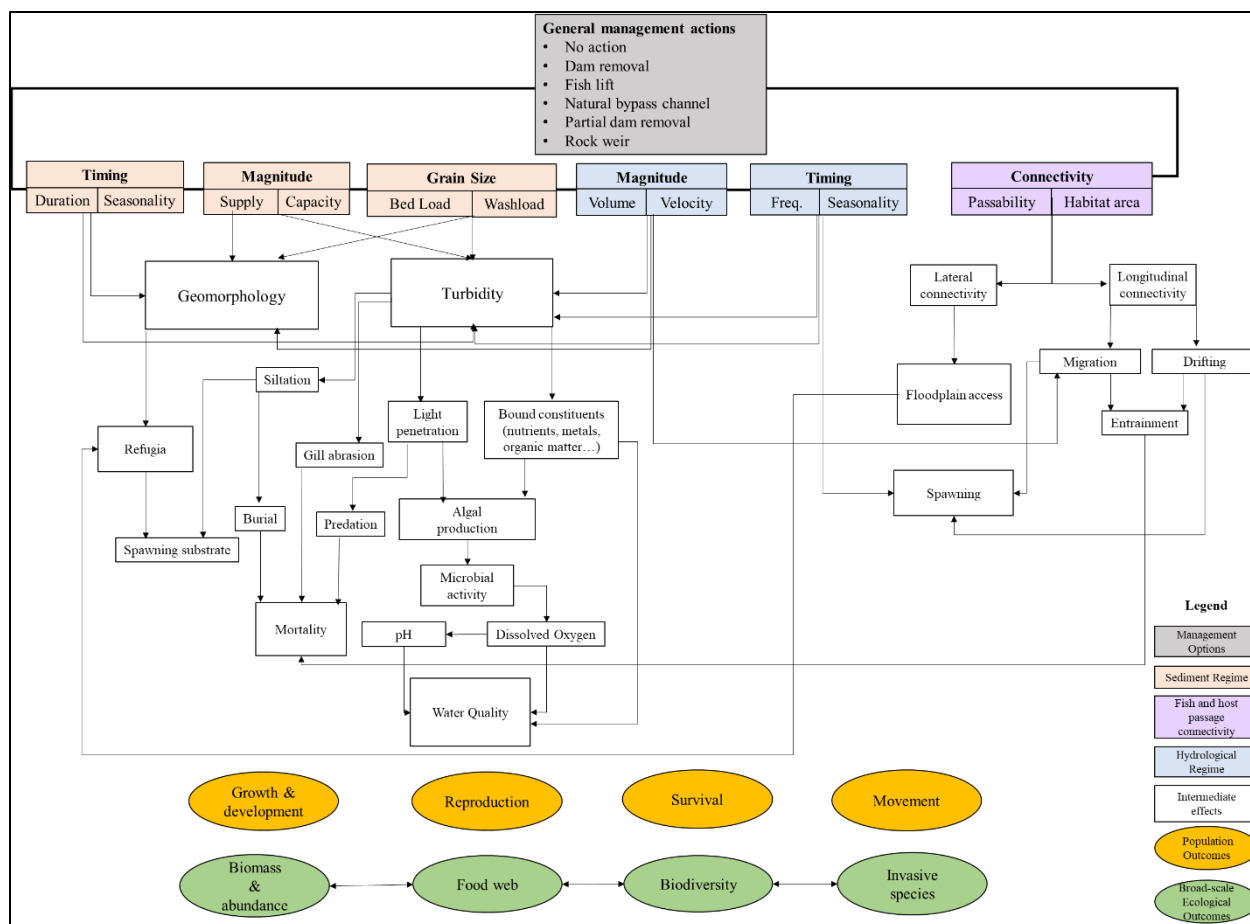 General management actions
• No action
• Dam removal
• Fish lift
• Natural bypass channel
• Partial dam removal
• Rock weir
Timing
Duration Seasonality
Magnitude
Supply Capacity
Grain Size
Bed Load Washload
Magnitude
Volume Velocity
Timing
Freq. Seasonality
Connectivity
Passability Habitat area
Geomorphology
Turbidity
Lateral
connectivity
Longitudinal
connectivity
Siltation
Migration
Drifting
Floodplain access
Light
penetration
Bound constituents
(nutrients, metals,
organic matter…)
Entrainment
Refugia
Gill abrasion
Spawning
Burial
Predation
Algal
production
Spawning substrate
Microbial
activity
Mortality
pH
Dissolved Oxygen
Water Quality
Growth &
development
Reproduction
Survival
Movement
Biomass
&
abundance
Food web
Biodiversity
Invasive
species
Legend
Management
Options
Sediment Regime
Fish and host
passage
connectivity
Hydrological
Regime
Intermediate
effects
Population
Outcomes
Broad-scale
Ecological
Outcomes